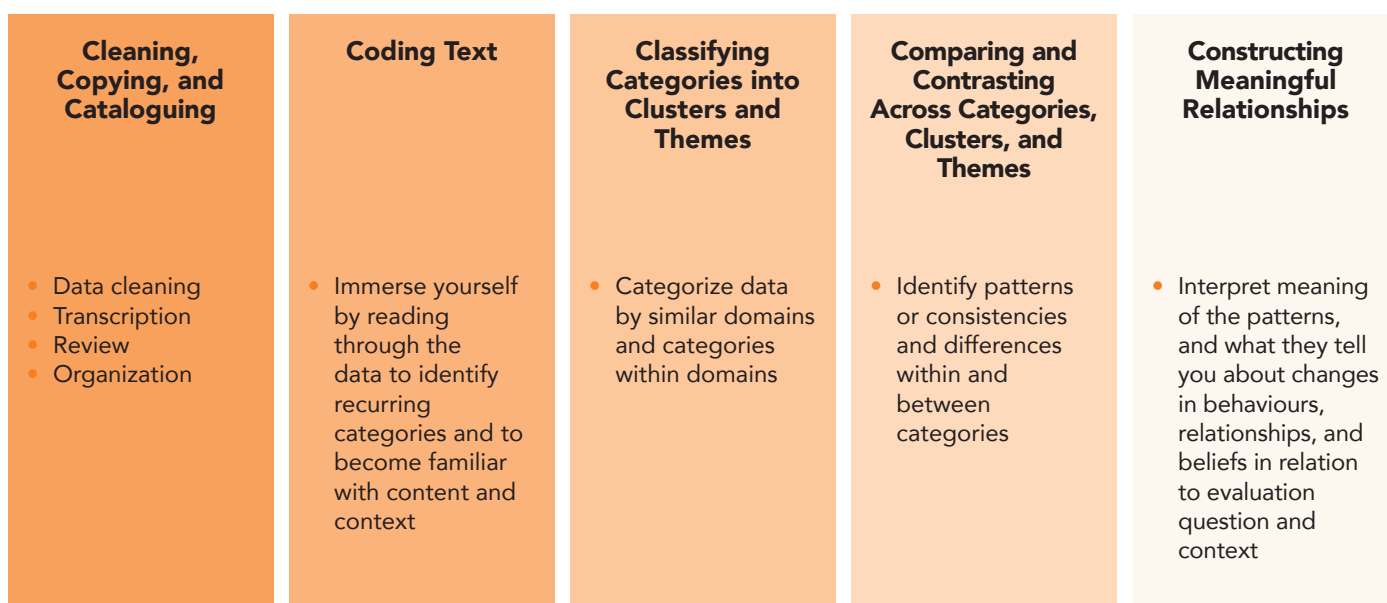 Cleaning,
Copying, and
Cataloguing
• Data cleaning
• Transcription
• Review
• Organization
Coding Text
• Immerse yourself
by reading
through the
data to identify
recurring
categories and to
become familiar
with content and
context
Classifying
Categories into
Clusters and
Themes
• Categorize data
by similar domains
and categories
within domains
Comparing and
Contrasting
Across Categories,
Clusters, and
Themes
• Identify patterns
or consistencies
and differences
within and
between
categories
Constructing
Meaningful
Relationships
• Interpret meaning
of the patterns,
and what they tell
you about changes
in behaviours,
relationships, and
beliefs in relation
to evaluation
question and
context